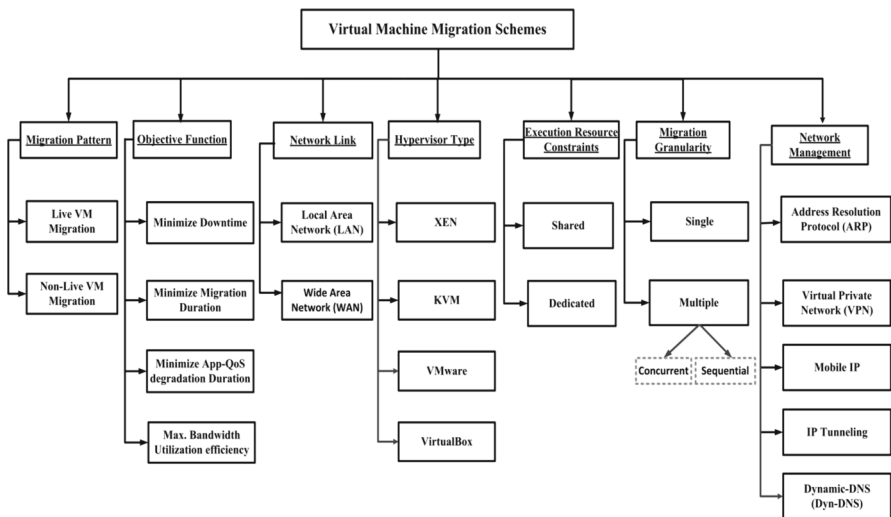 Virtual Machine Migration Schemes
Migration Pattern
Live VM
Migration
Non-Live VM
Migration
Objective Function
Minimize Downtime
Minimize Migration
Duration
Minimize App-QoS
degradation Duration
Max. Bandwidth
Utilization efficiency
Network Link
Local Area
Network (LAN)
Wide Area
Network (WAN)
Hypervisor Type
XEN
KVM
VMware
VirtualBox
Execution Resource
Constraints
Shared
Dedicated
Migration
Granularity
Single
Multiple
Concurrent
Sequential
Network
Management
Address Resolution
Protocol (ARP)
Virtual Private
Network (VPN)
Mobile IP
IP Tunneling
Dynamic-DNS
(Dyn-DNS)